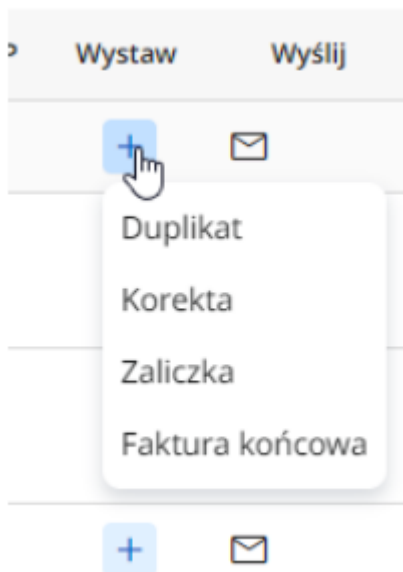 Wystaw Wyślij
Duplikat
Korekta
Zaliczka
Faktura końcowa